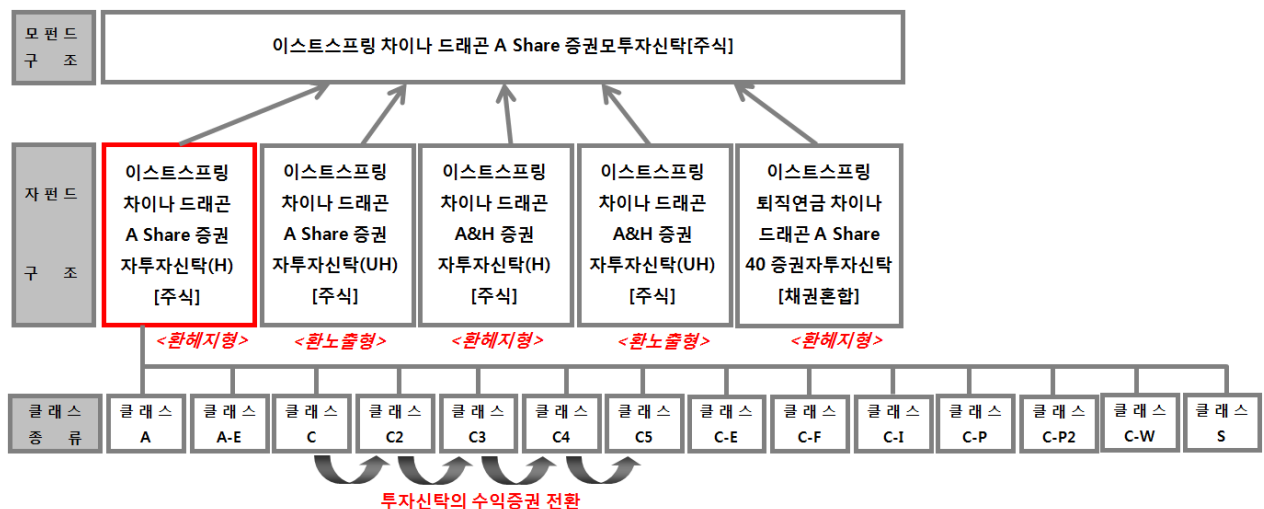 모 펀 드
구 조
이스트스프링 차이나 드래곤 A Share 증권모투자신탁[주식]
자 펀 드
구 조
이스트스프링
차이나 드래곤
A Share 증권
자투자신탁(H)
[주식]
이스트스프링
차이나 드래곤
A Share 증권
자투자신탁(UH)
[주식]
이스트스프링
차이나 드래곤
A&H 증권
자투자신탁(H)
[주식]
이스트스프링
차이나 드래곤
A&H 증권
자투자신탁(UH)
[주식]
이스트스프링
퇴직연금 차이나
드래곤 A Share
40 증권자투자신탁
[채권혼합]
<환헤지형>
<환노출형>
<환헤지형>
<환노출형>
<환헤지형>
클 래 스
종 류
클 래 스
A
클 래 스
A-E
클 래 스
C
클 래 스
C2
클 래 스
C3
클 래 스
C4
클 래 스
C5
클 래 스
C-E
클 래 스
C-F
클 래 스
C-I
클 래 스
C-P
클 래 스
C-P2
클 래 스
C-W
클 래 스
S
투자신탁의 수익증권 전환